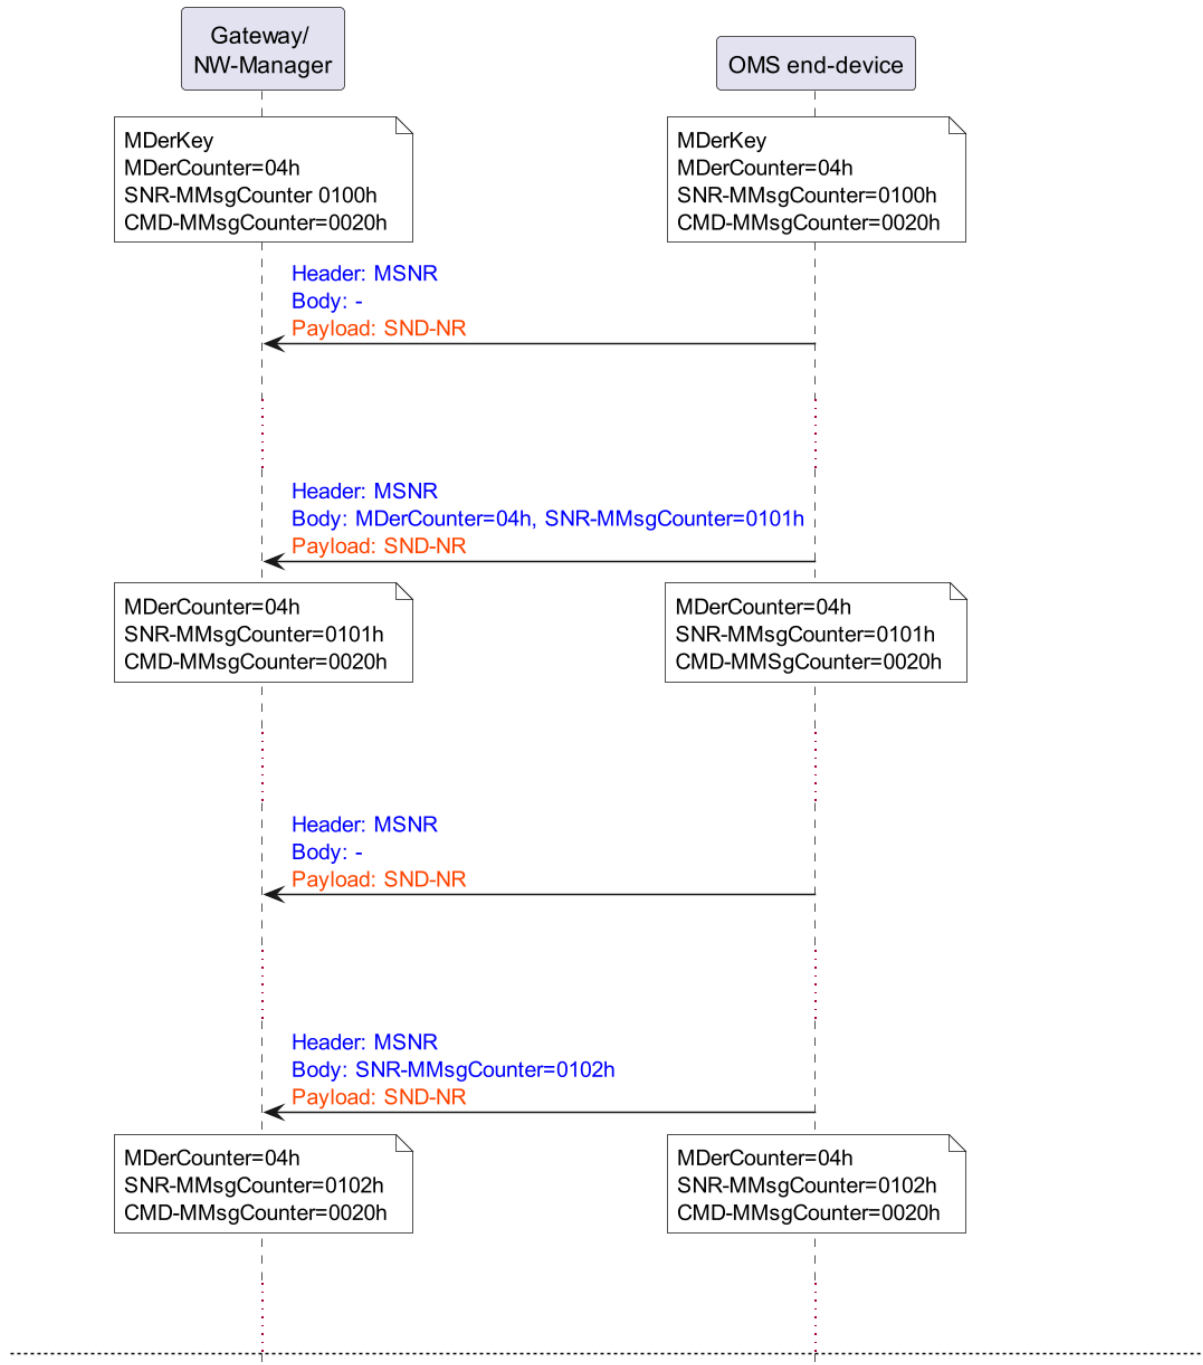 Gateway/
NW-Manager
OMS end-device
MDerKey
MDerCounter=04h
SNR-MMsgCounter 0100h
CMD-MMsgCounter=0020h
MDerKey
MDerCounter=04h
SNR-MMsgCounter=0100h
CMD-MMsgCounter=0020h
Header: MSNR
Body: -
Payload: SND-NR
Header: MSNR
Body: MDerCounter=04h, SNR-MMsgCounter=0101h
Payload: SND-NR
MDerCounter=04h
SNR-MMsgCounter=0101h
CMD-MMsgCounter=0020h
MDerCounter=04h
SNR-MMsgCounter=0101h
CMD-MMSgCounter=0020h
Header: MSNR
Body: -
Payload: SND-NR
Header: MSNR
Body: SNR-MMsgCounter=0102h
Payload: SND-NR
MDerCounter=04h
SNR-MMsgCounter=0102h
CMD-MMsgCounter=0020h
MDerCounter=04h
SNR-MMsgCounter=0102h
CMD-MMsgCounter=0020h